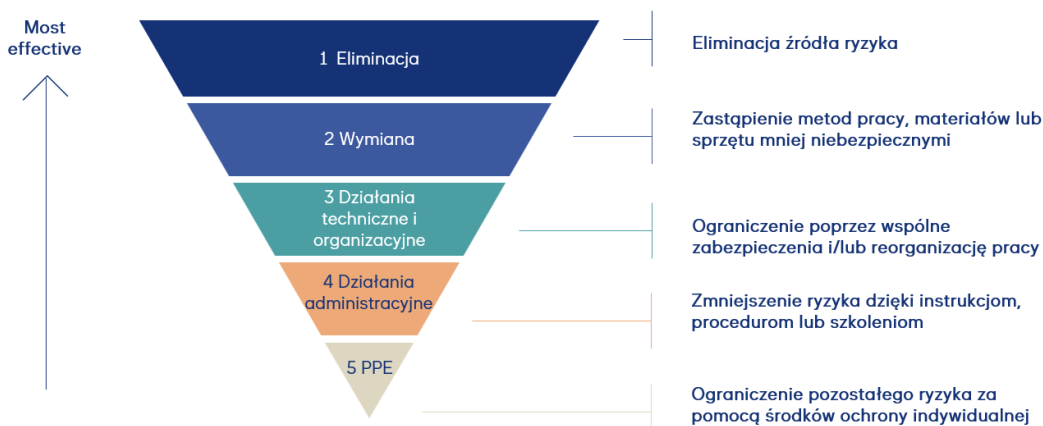 Most
effective
1 Eliminacja
Eliminacja źródła ryzyka
2 Wymiana
Zastąpienie metod pracy, materiałów lub
sprzętu mniej niebezpiecznymi
3 Działania
techniczne i
organizacyjne
Ograniczenie poprzez wspólne
zabezpieczenia i/lub reorganizację pracy
4 Działania
administracyjne
Zmniejszenie ryzyka dzięki instrukcjom,
procedurom lub szkoleniom
5 PPE
Ograniczenie pozostałego ryzyka za
pomocą środków ochrony indywidualnej